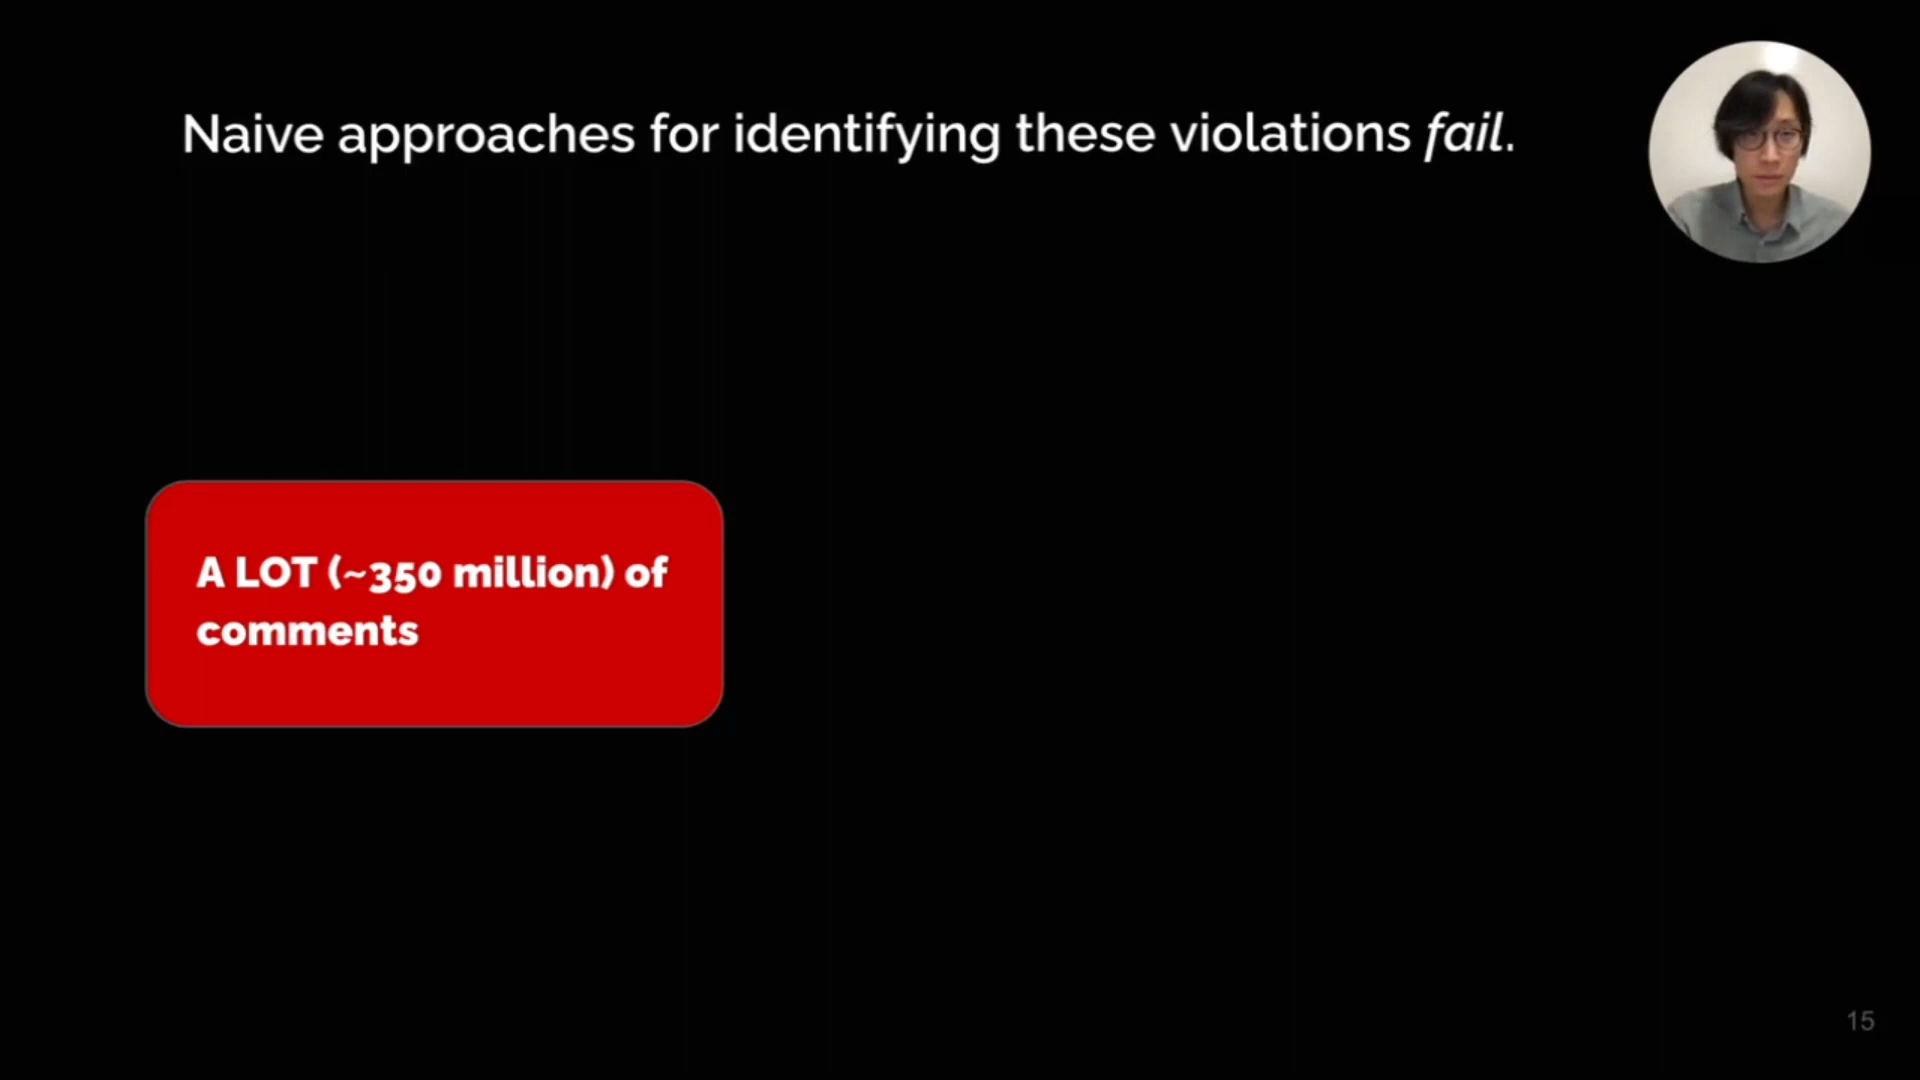 Naive approaches for identifying these violations fail.
A LOT (~350 million) of
comments
15